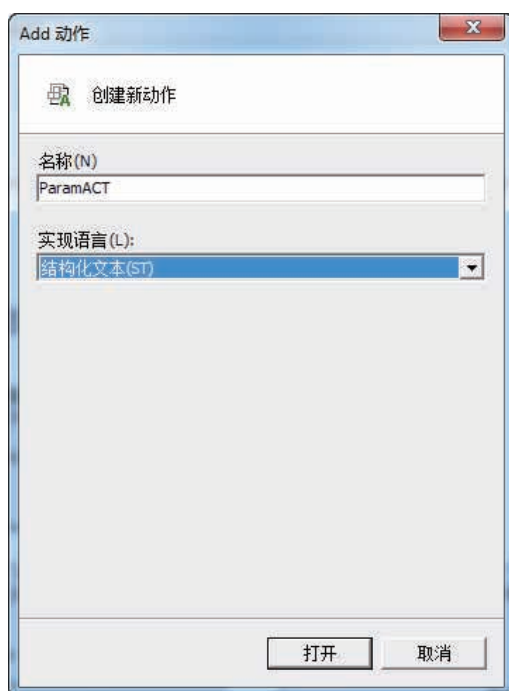 Add 动作
创建新动作
名称(N)
ParamACT
实现语言(L):
结构化文本(ST)
打开
取消